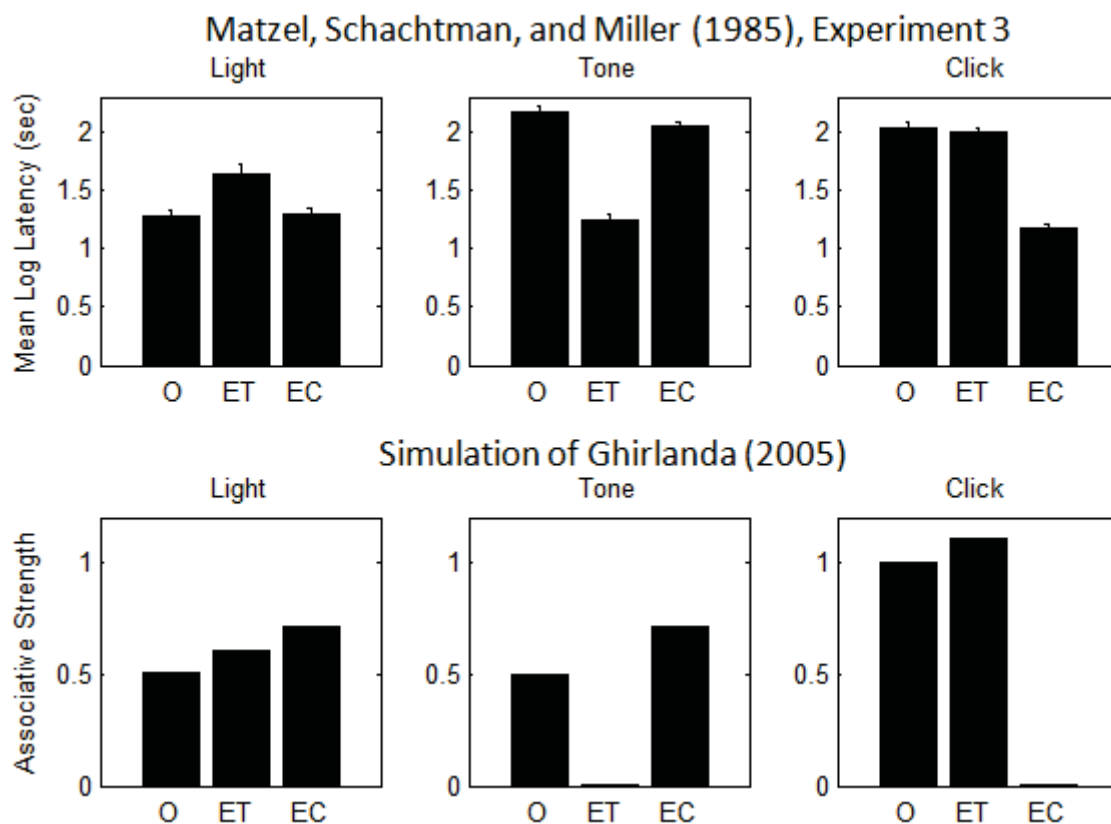 Matzel, Schachtman, and Miller (1985), Experiment 3
Light Tone Click
Mean Log Latency (sec)
2 2 2
1.5 1.5 1.5
1 1 1
0.5 0.5 0.5
0 0 0
O ET EC O ET EC O ET EC
Simulation of Ghirlanda (2005)
Light Tone Click
Associative Strength
1 1 1
0.5 0.5 0.5
0 0 0
O ET EC O ET EC O ET EC